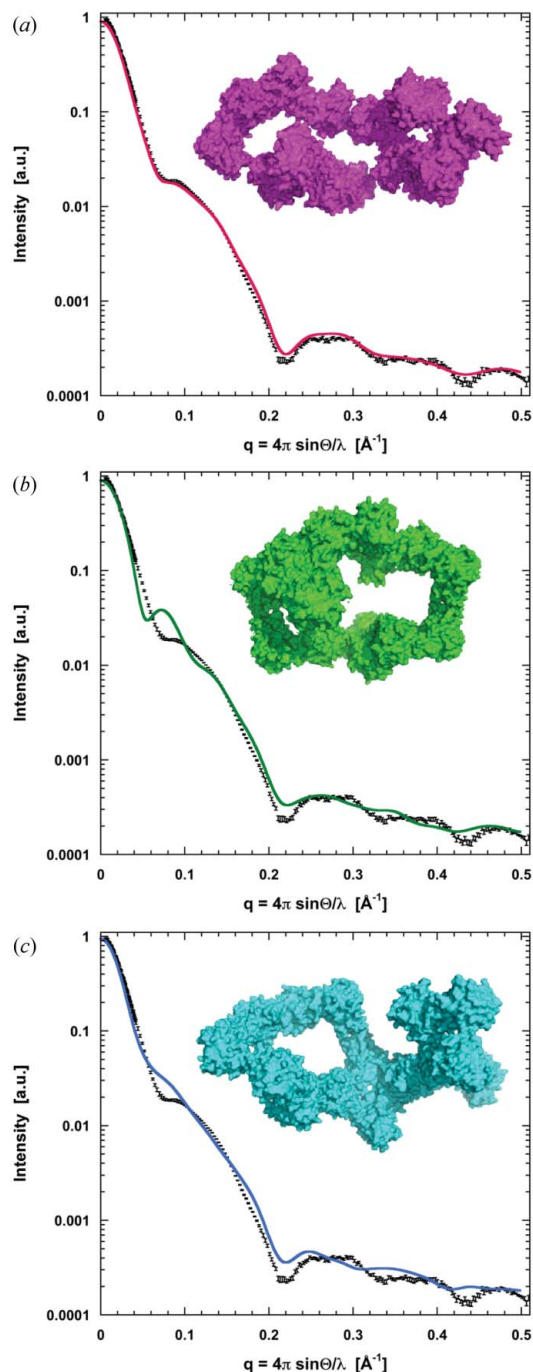 (a)
1
0.1
0.01
0.001
0.0001
Intensity [a.u.]
0 0.1 0.2 0.3 0.4 0.5
q = 4π sinΘ/λ [Å⁻¹]
(b)
1
0.1
0.01
0.001
0.0001
Intensity [a.u.]
0 0.1 0.2 0.3 0.4 0.5
q = 4π sinΘ/λ [Å⁻¹]
(c)
1
0.1
0.01
0.001
0.0001
Intensity [a.u.]
0 0.1 0.2 0.3 0.4 0.5
q = 4π sinΘ/λ [Å⁻¹]